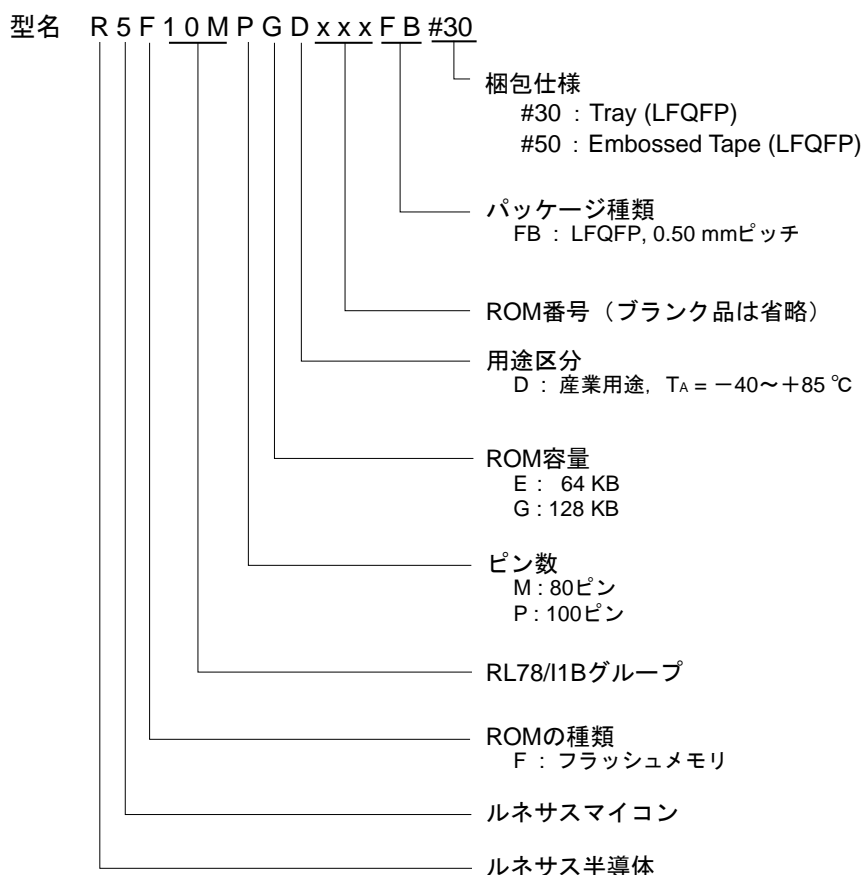 型名 R 5 F 1 0 M P G D x x x F B #30
梱包仕様
#30 : Tray (LFQFP)
#50 : Embossed Tape (LFQFP)
パッケージ種類
FB : LFQFP, 0.50 mmピッチ
ROM番号（ブランク品は省略）
用途区分
D : 産業用途, TA = －40～＋85 ℃
ROM容量
E : 64 KB
G : 128 KB
ピン数
M : 80ピン
P : 100ピン
RL78/I1Bグループ
ROMの種類
F : フラッシュメモリ
ルネサスマイコン
ルネサス半導体